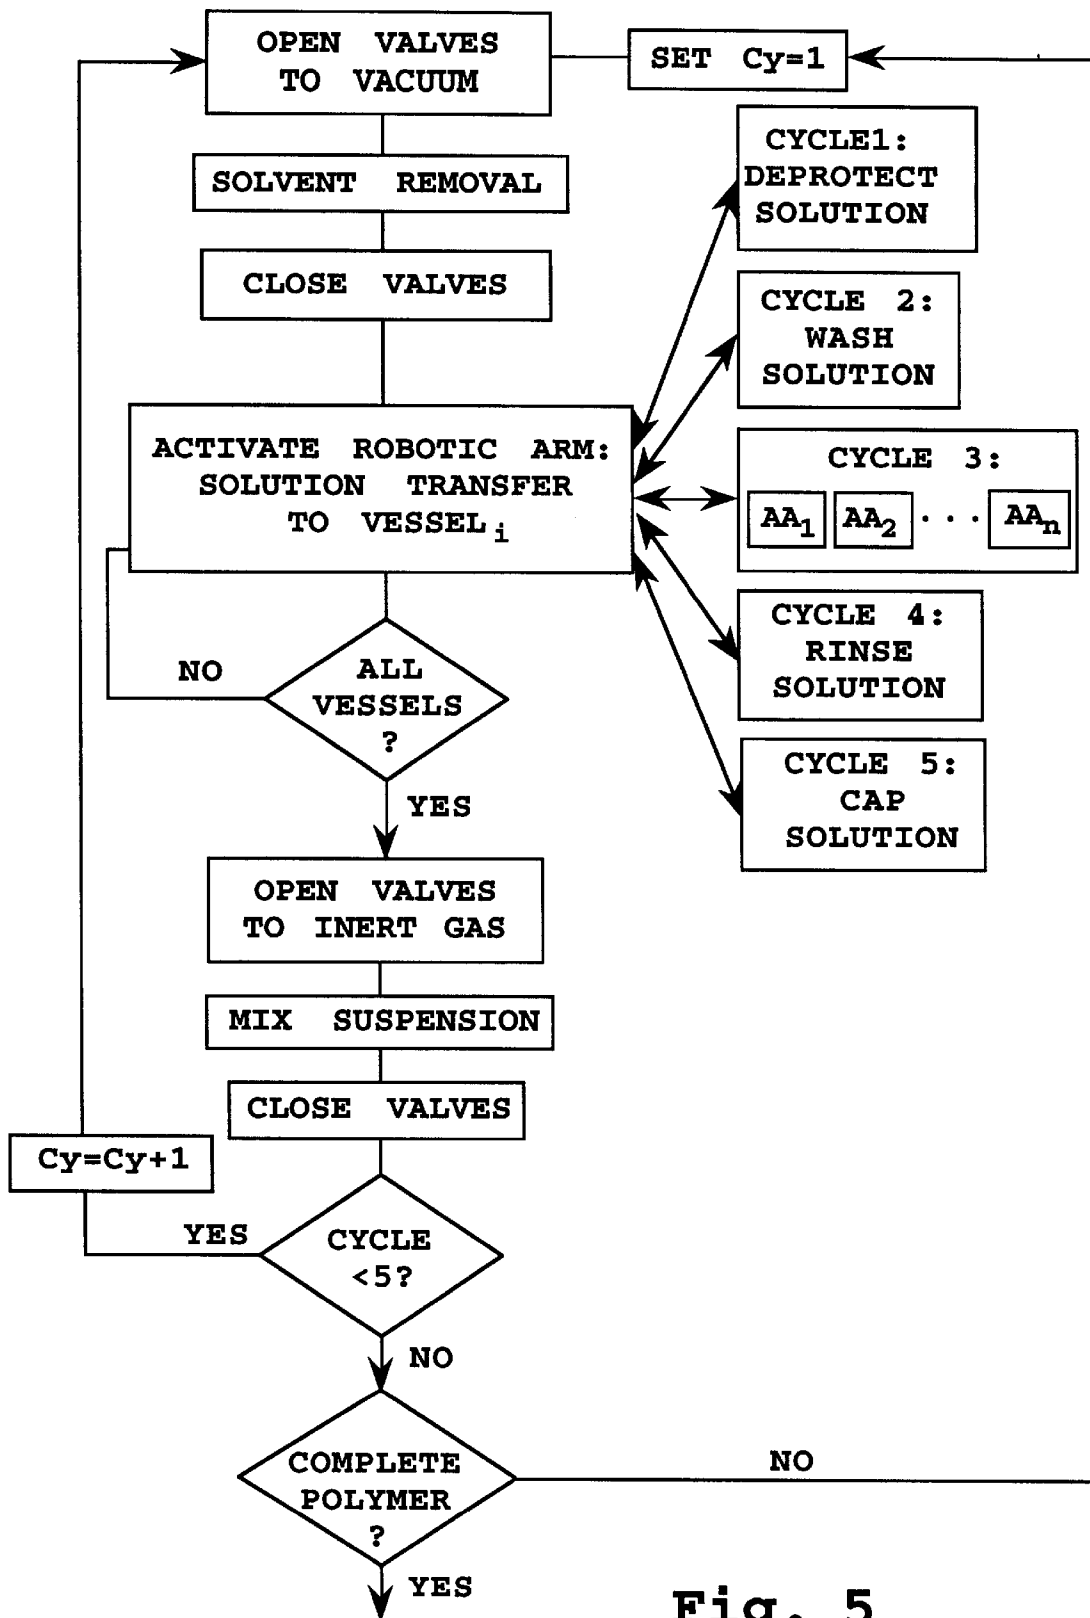 OPEN VALVES
TO VACUUM
SET Cy=1
SOLVENT REMOVAL
CLOSE VALVES
CYCLE1:
DEPROTECT
SOLUTION
CYCLE 2:
WASH
SOLUTION
ACTIVATE ROBOTIC ARM:
SOLUTION TRANSFER
TO VESSELi
CYCLE 3:
AA1 AA2 ··· AAn
CYCLE 4:
RINSE
SOLUTION
CYCLE 5:
CAP
SOLUTION
NO
ALL
VESSELS
?
YES
OPEN VALVES
TO INERT GAS
MIX SUSPENSION
CLOSE VALVES
Cy=Cy+1
YES
CYCLE
<5?
NO
COMPLETE
POLYMER
?
NO
YES
Fig. 5